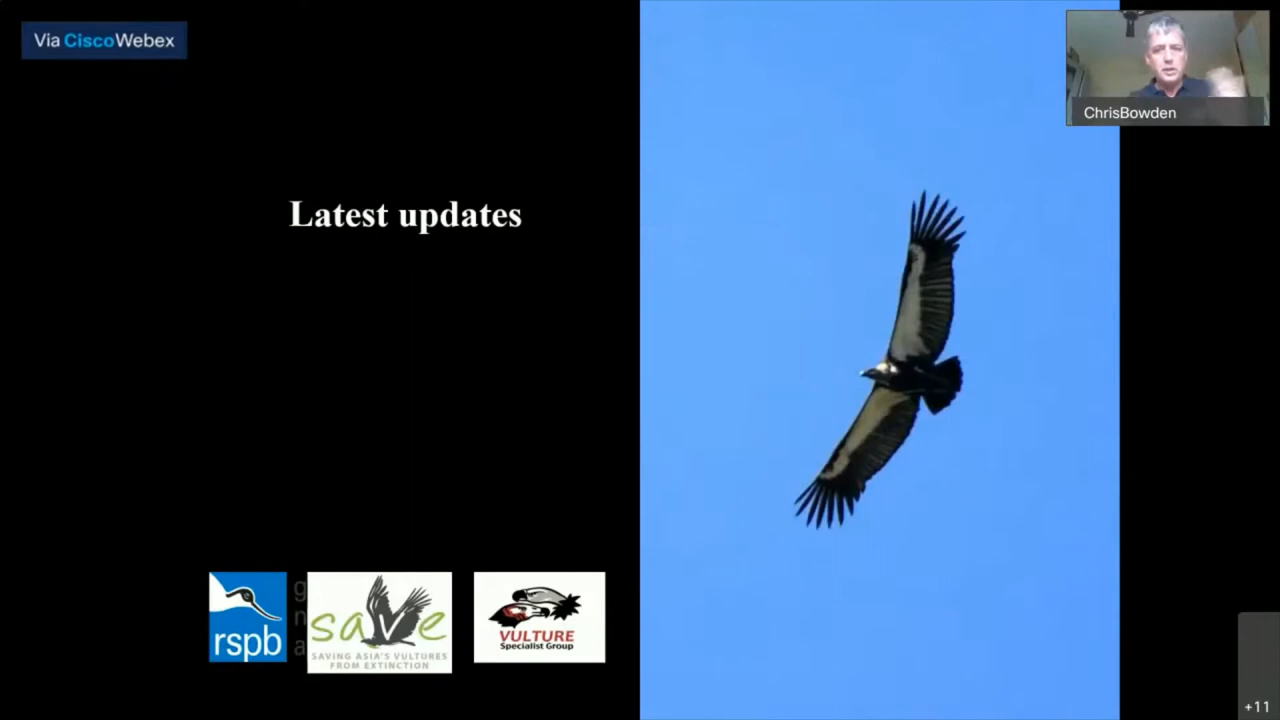 Via CiscoWebex
ChrisBowden
Latest updates
rspb
save
SAVING ASIA'S VULTURES
FROM EXTINCTION
VULTURE
Specialist Group
+11